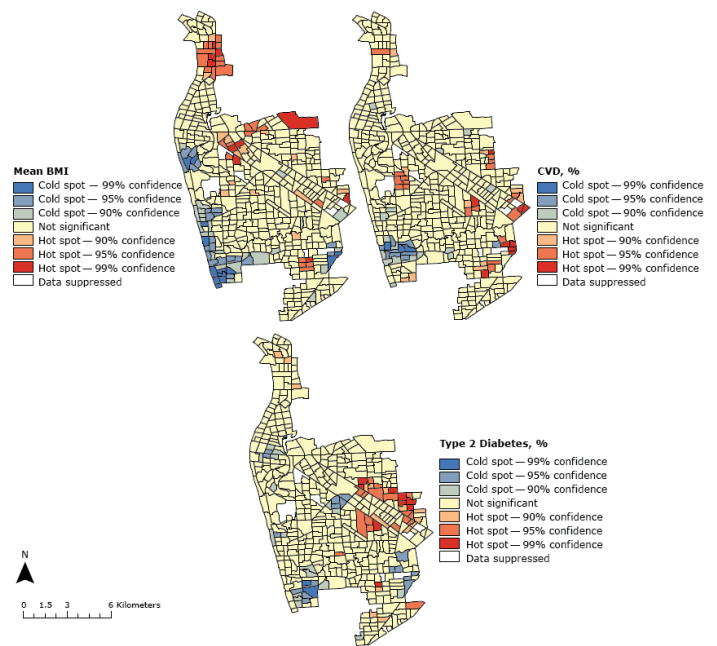 Mean BMI
Cold spot — 99% confidence
Cold spot — 95% confidence
Cold spot — 90% confidence
Not significant
Hot spot — 90% confidence
Hot spot — 95% confidence
Hot spot — 99% confidence
Data suppressed
CVD, %
Cold spot — 99% confidence
Cold spot — 95% confidence
Cold spot — 90% confidence
Not significant
Hot spot — 90% confidence
Hot spot — 95% confidence
Hot spot — 99% confidence
Data suppressed
Type 2 Diabetes, %
Cold spot — 99% confidence
Cold spot — 95% confidence
Cold spot — 90% confidence
Not significant
Hot spot — 90% confidence
Hot spot — 95% confidence
Hot spot — 99% confidence
Data suppressed
N
0 1.5 3 6 Kilometers